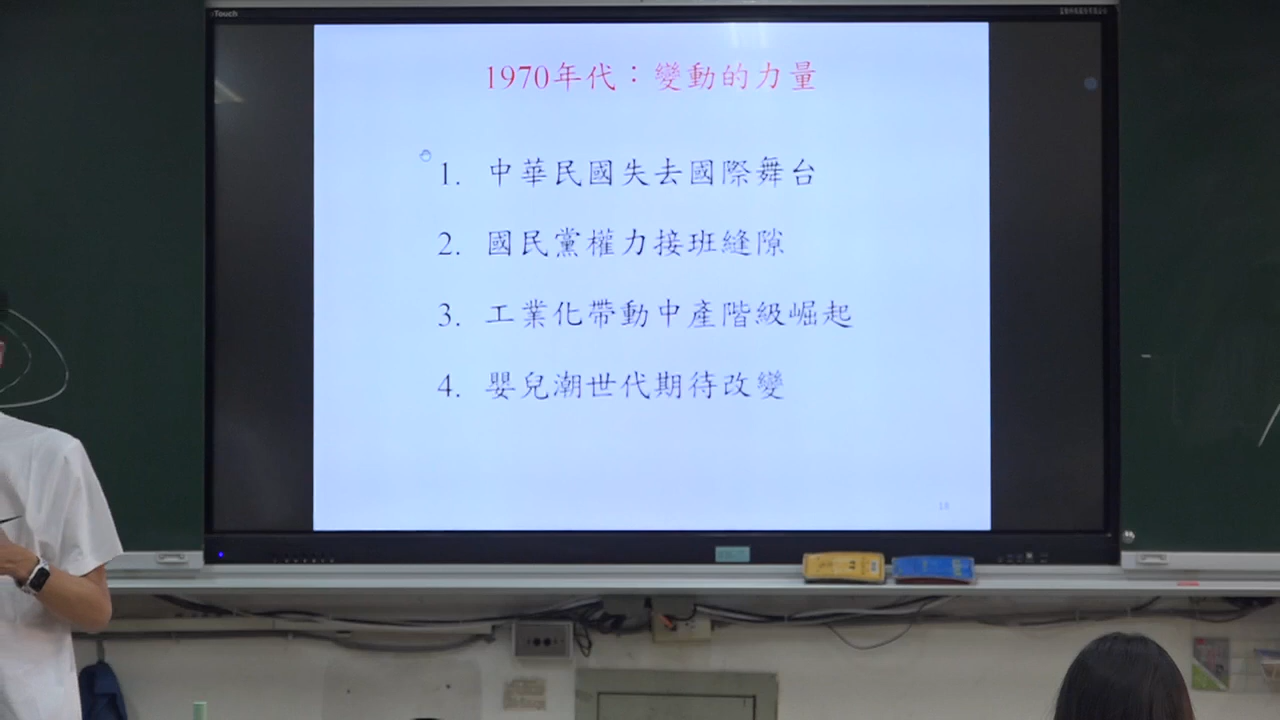 iTouch
1970年代：變動的力量
1. 中華民國失去國際舞台
2. 國民黨權力接班縫隙
3. 工業化帶動中產階級崛起
4. 嬰兒潮世代期待改變
18